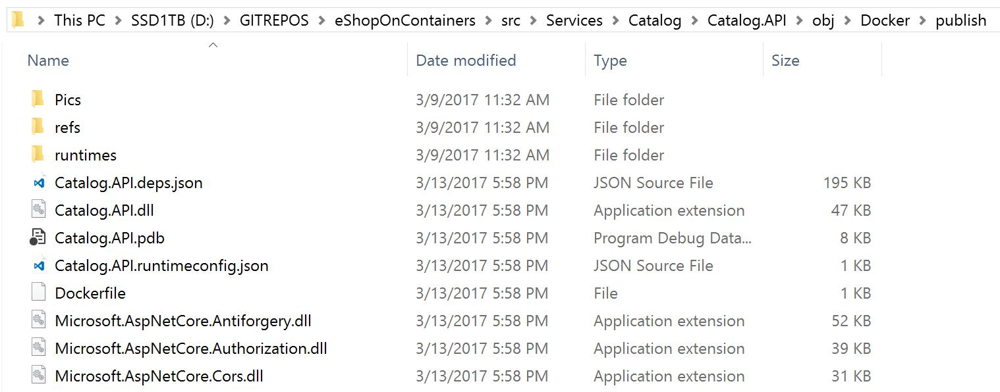 This PC > SSD1TB (D:) > GITREPOS > eShopOnContainers > src > Services > Catalog > Catalog.API > obj > Docker > publish
Name Date modified Type Size
Pics 3/9/2017 11:32 AM File folder
refs 3/9/2017 11:32 AM File folder
runtimes 3/9/2017 11:32 AM File folder
Catalog.API.deps.json 3/13/2017 5:58 PM JSON Source File 195 KB
Catalog.API.dll 3/13/2017 5:58 PM Application extension 47 KB
Catalog.API.pdb 3/13/2017 5:58 PM Program Debug Data... 8 KB
Catalog.API.runtimeconfig.json 3/13/2017 5:58 PM JSON Source File 1 KB
Dockerfile 3/13/2017 5:58 PM File 1 KB
Microsoft.AspNetCore.Antiforgery.dll 3/13/2017 5:58 PM Application extension 52 KB
Microsoft.AspNetCore.Authorization.dll 3/13/2017 5:58 PM Application extension 39 KB
Microsoft.AspNetCore.Cors.dll 3/13/2017 5:58 PM Application extension 31 KB